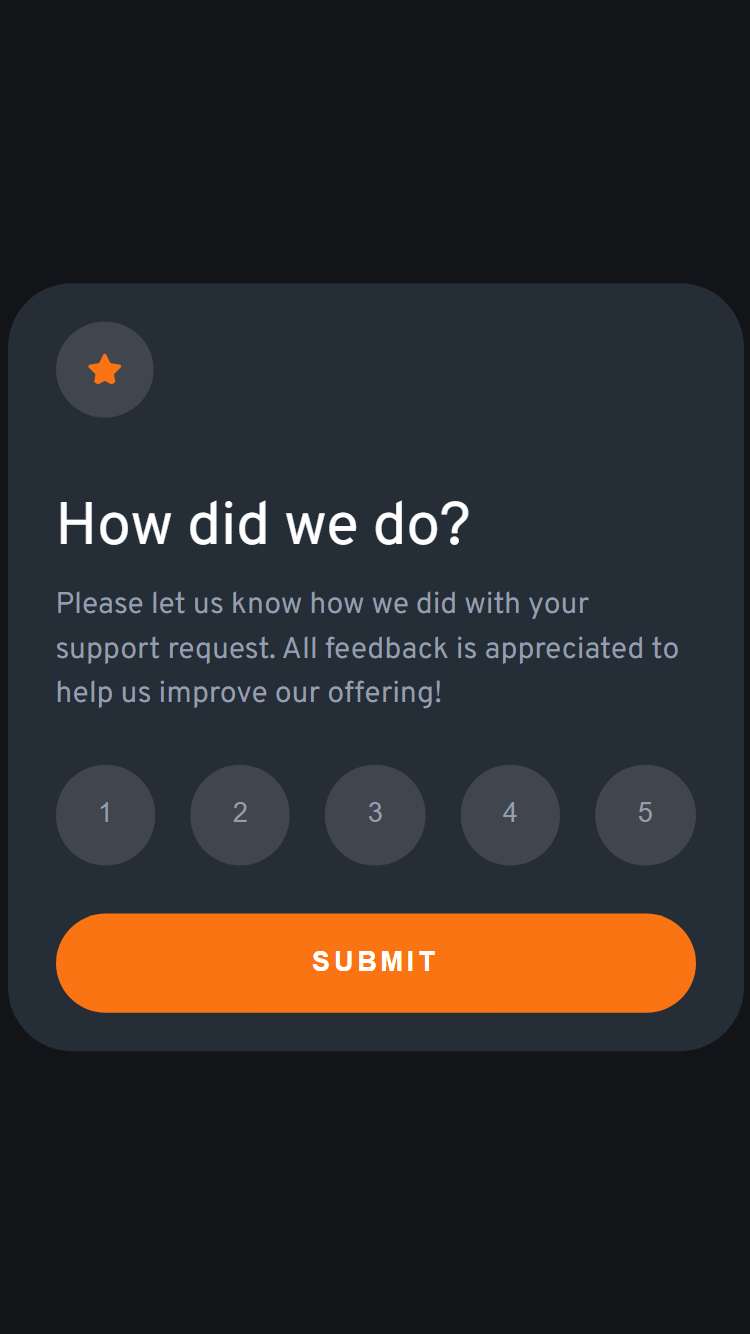 How did we do?
Please let us know how we did with your
support request. All feedback is appreciated to
help us improve our offering!
1 2 3 4 5
SUBMIT